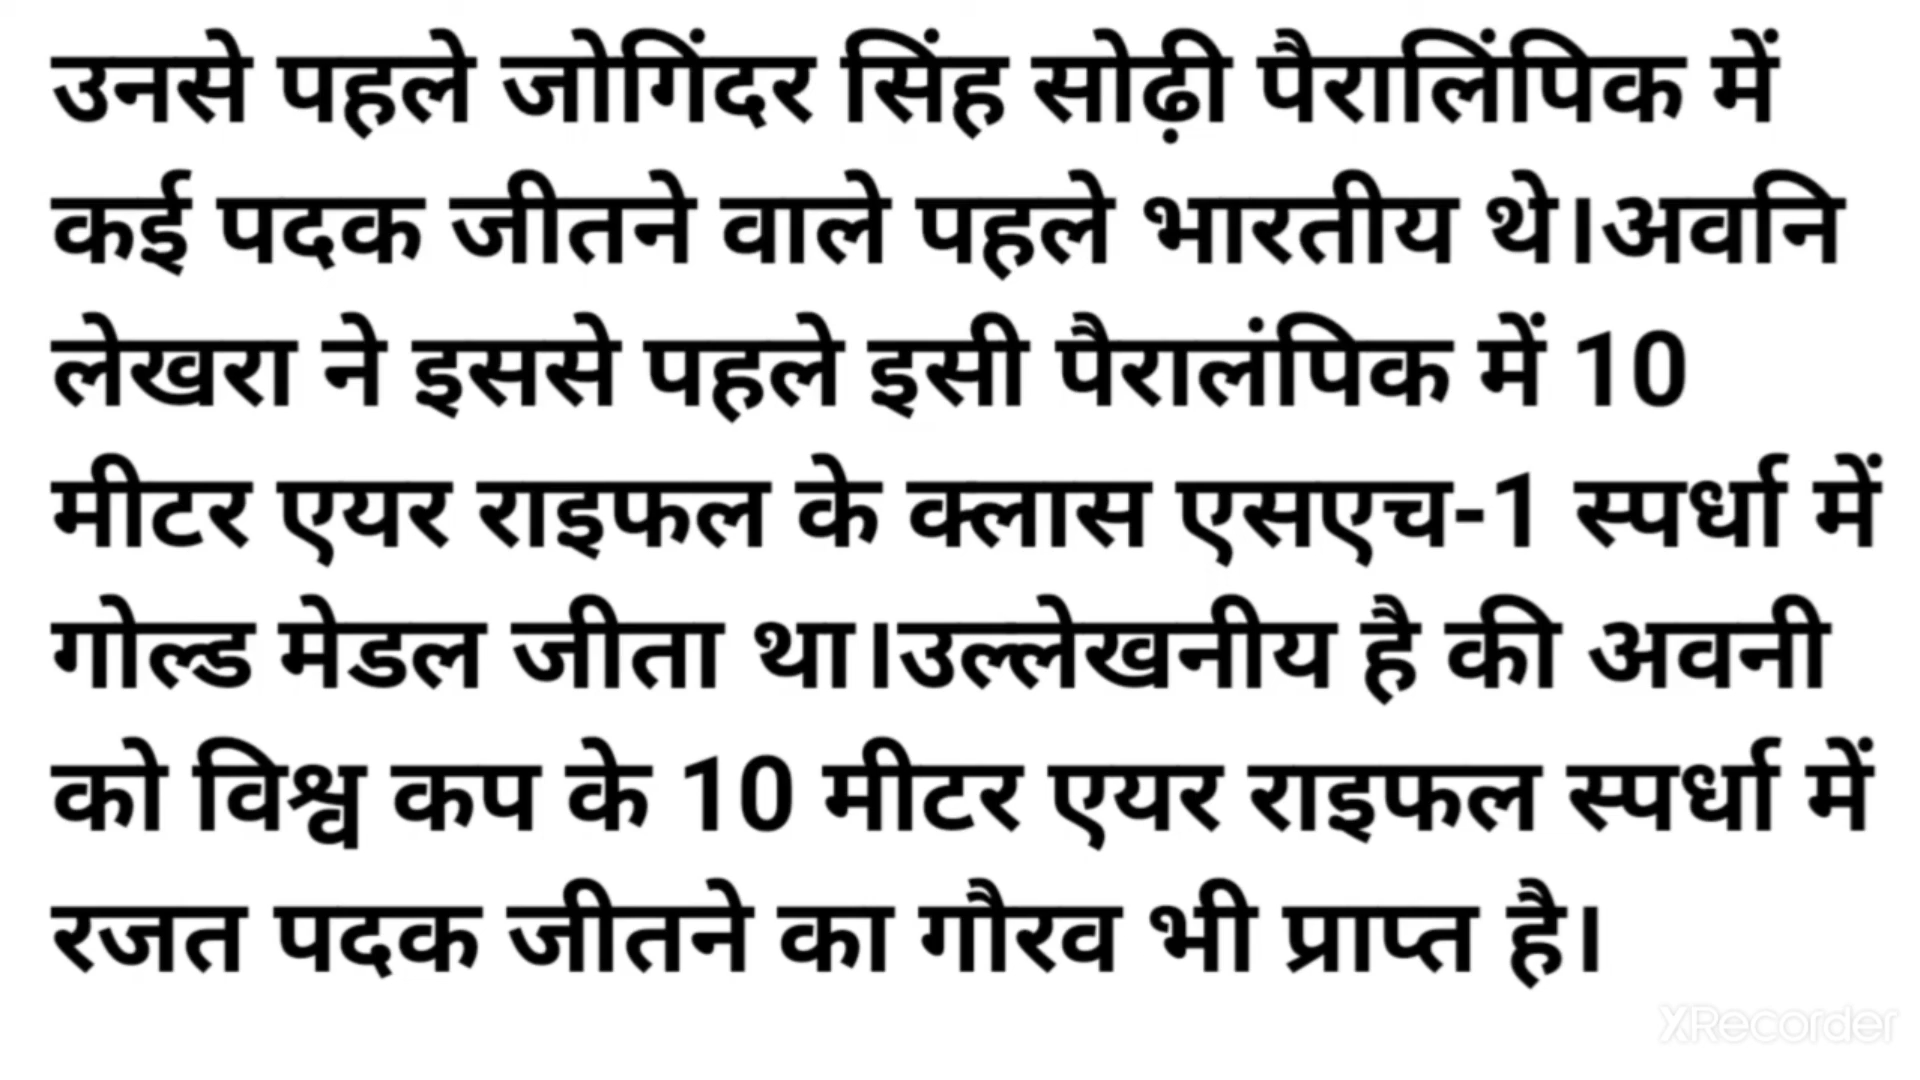 उनसे पहले जोगिंदर सिंह सोढ़ी पैरालिंपिक में
कई पदक जीतने वाले पहले भारतीय थे।अवनि
लेखरा ने इससे पहले इसी पैरालंपिक में 10
मीटर एयर राइफल के क्लास एसएच-1 स्पर्धा में
गोल्ड मेडल जीता था।उल्लेखनीय है की अवनी
को विश्व कप के 10 मीटर एयर राइफल स्पर्धा में
रजत पदक जीतने का गौरव भी प्राप्त है।
XRecorder